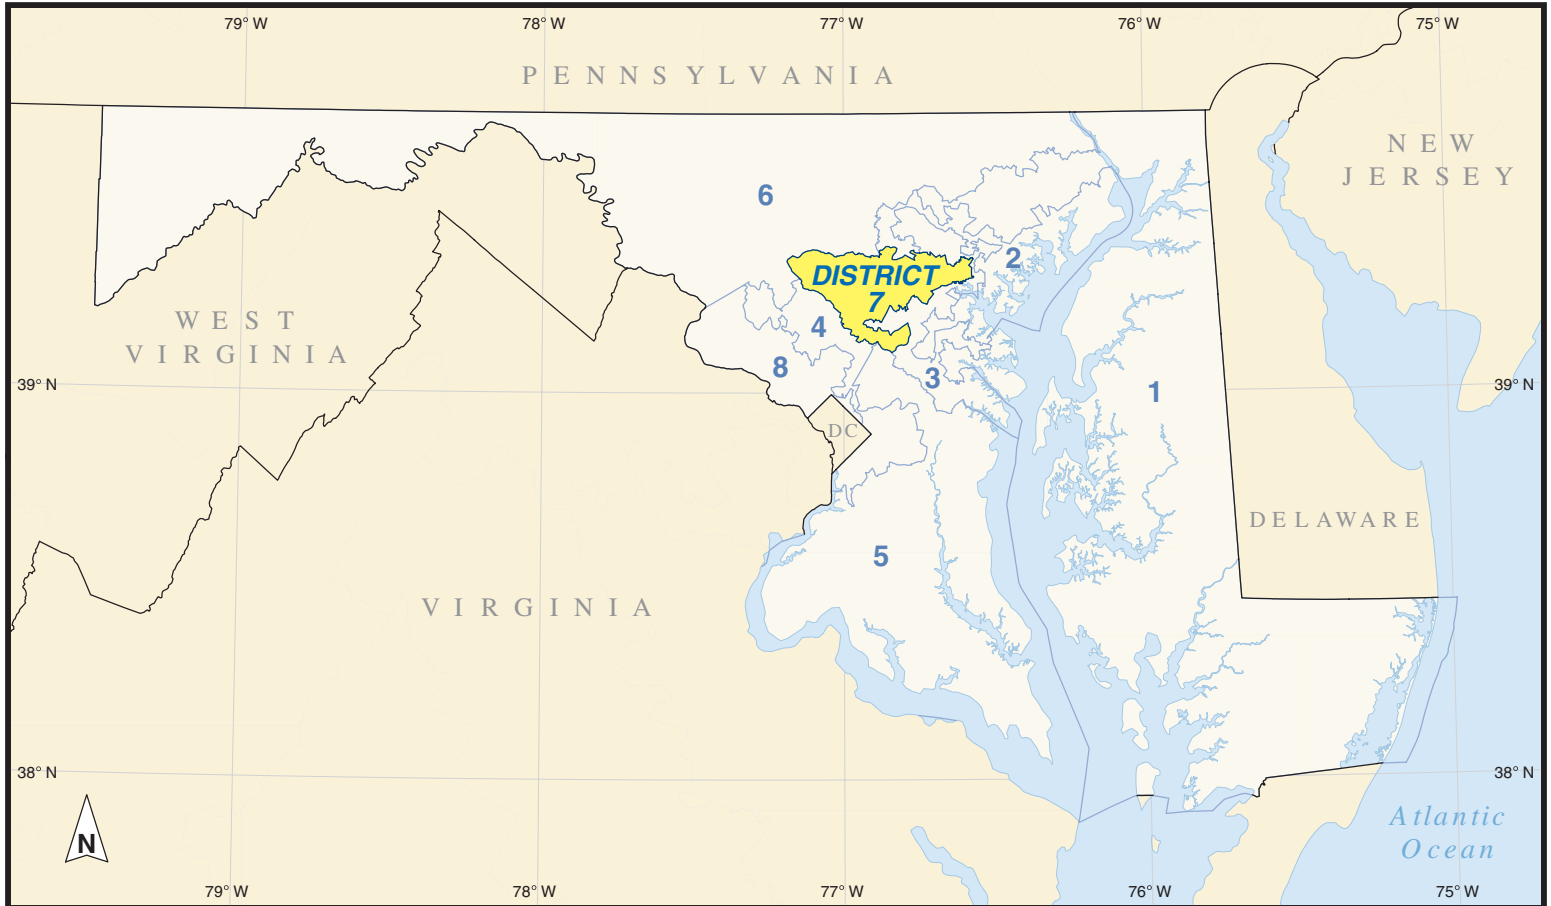 79° W
78° W
77° W
76° W
75° W
PENNSYLVANIA
NEW
JERSEY
6
2
DISTRICT
7
WEST
VIRGINIA
4
8
3
1
39° N
39° N
DC
DELAWARE
5
VIRGINIA
38° N
38° N
Atlantic
Ocean
N
79° W
78° W
77° W
76° W
75° W